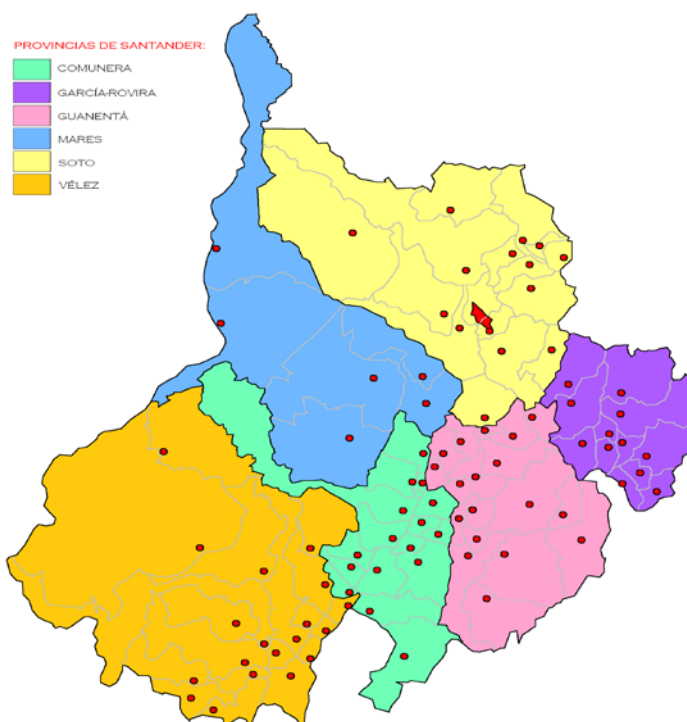 PROVINCIAS DE SANTANDER:
COMUNERA
GARCÍA-ROVIRA
GUANENTÁ
MARES
SOTO
VÉLEZ